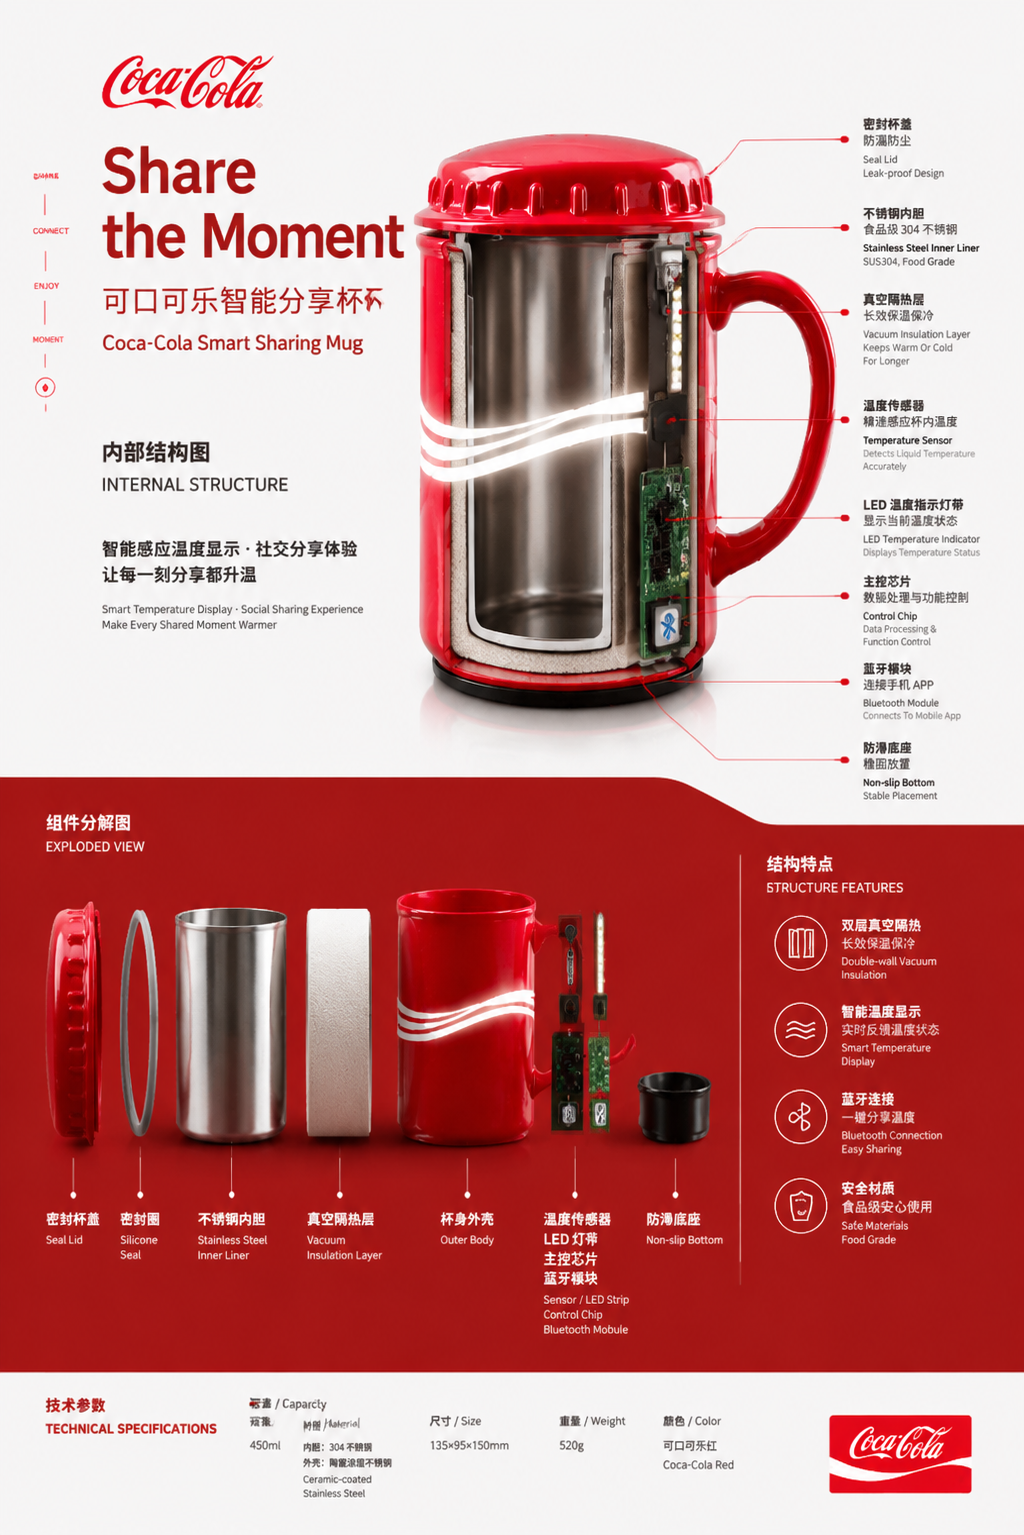 Coca-Cola
Share
the Moment
可口可乐智能分享杯
Coca-Cola Smart Sharing Mug
CONNECT
ENJOY
MOMENT
内部结构图
INTERNAL STRUCTURE
智能感应温度显示 · 社交分享体验
让每一刻分享都升温
Smart Temperature Display · Social Sharing Experience
Make Every Shared Moment Warmer
密封杯盖
防漏防尘
Seal Lid
Leak-proof Design
不锈钢内胆
食品级 304 不锈钢
Stainless Steel Inner Liner
SUS304, Food Grade
真空隔热层
长效保温保冷
Vacuum Insulation Layer
Keeps Warm Or Cold
For Longer
温度传感器
感应杯内温度
Temperature Sensor
Detects Liquid Temperature
Accurately
LED 温度指示灯带
显示当前温度状态
LED Temperature Indicator
Displays Temperature Status
主控芯片
数据处理与功能控制
Control Chip
Data Processing &
Function Control
蓝牙模块
连接手机 APP
Bluetooth Module
Connects To Mobile App
防滑底座
放置
Non-slip Bottom
Stable Placement
组件分解图
EXPLODED VIEW
密封杯盖
Seal Lid
密封圈
Silicone
Seal
不锈钢内胆
Stainless Steel
Inner Liner
真空隔热层
Vacuum
Insulation Layer
杯身外壳
Outer Body
温度传感器
LED 灯带
主控芯片
蓝牙模块
Sensor / LED Strip
Control Chip
Bluetooth Mobule
防滑底座
Non-slip Bottom
结构特点
STRUCTURE FEATURES
双层真空隔热
长效保温保冷
Double-wall Vacuum
Insulation
智能温度显示
实时反馈温度状态
Smart Temperature
Display
蓝牙连接
一键分享温度
Bluetooth Connection
Easy Sharing
安全材质
食品级安心使用
Safe Materials
Food Grade
技术参数
TECHNICAL SPECIFICATIONS
/ Capacity
450ml
/ Material
内胆：304 不锈钢
外壳：陶瓷涂层不锈钢
Ceramic-coated
Stainless Steel
尺寸 / Size
135×95×150mm
重量 / Weight
520g
颜色 / Color
可口可乐红
Coca-Cola Red
Coca-Cola